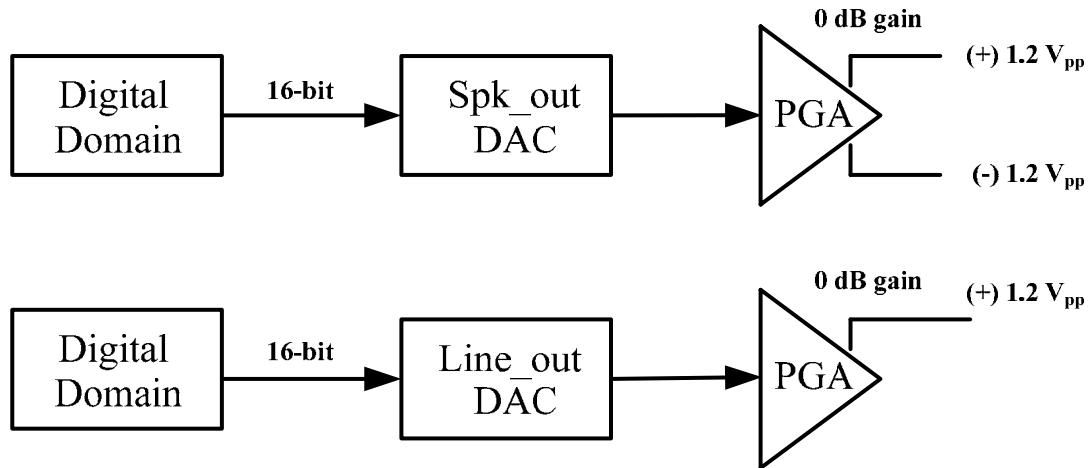 0 dB gain
(+) 1.2 Vpp
Digital
Domain
16-bit
Spk_out
DAC
PGA
(-) 1.2 Vpp
0 dB gain
(+) 1.2 Vpp
Digital
Domain
16-bit
Line_out
DAC
PGA